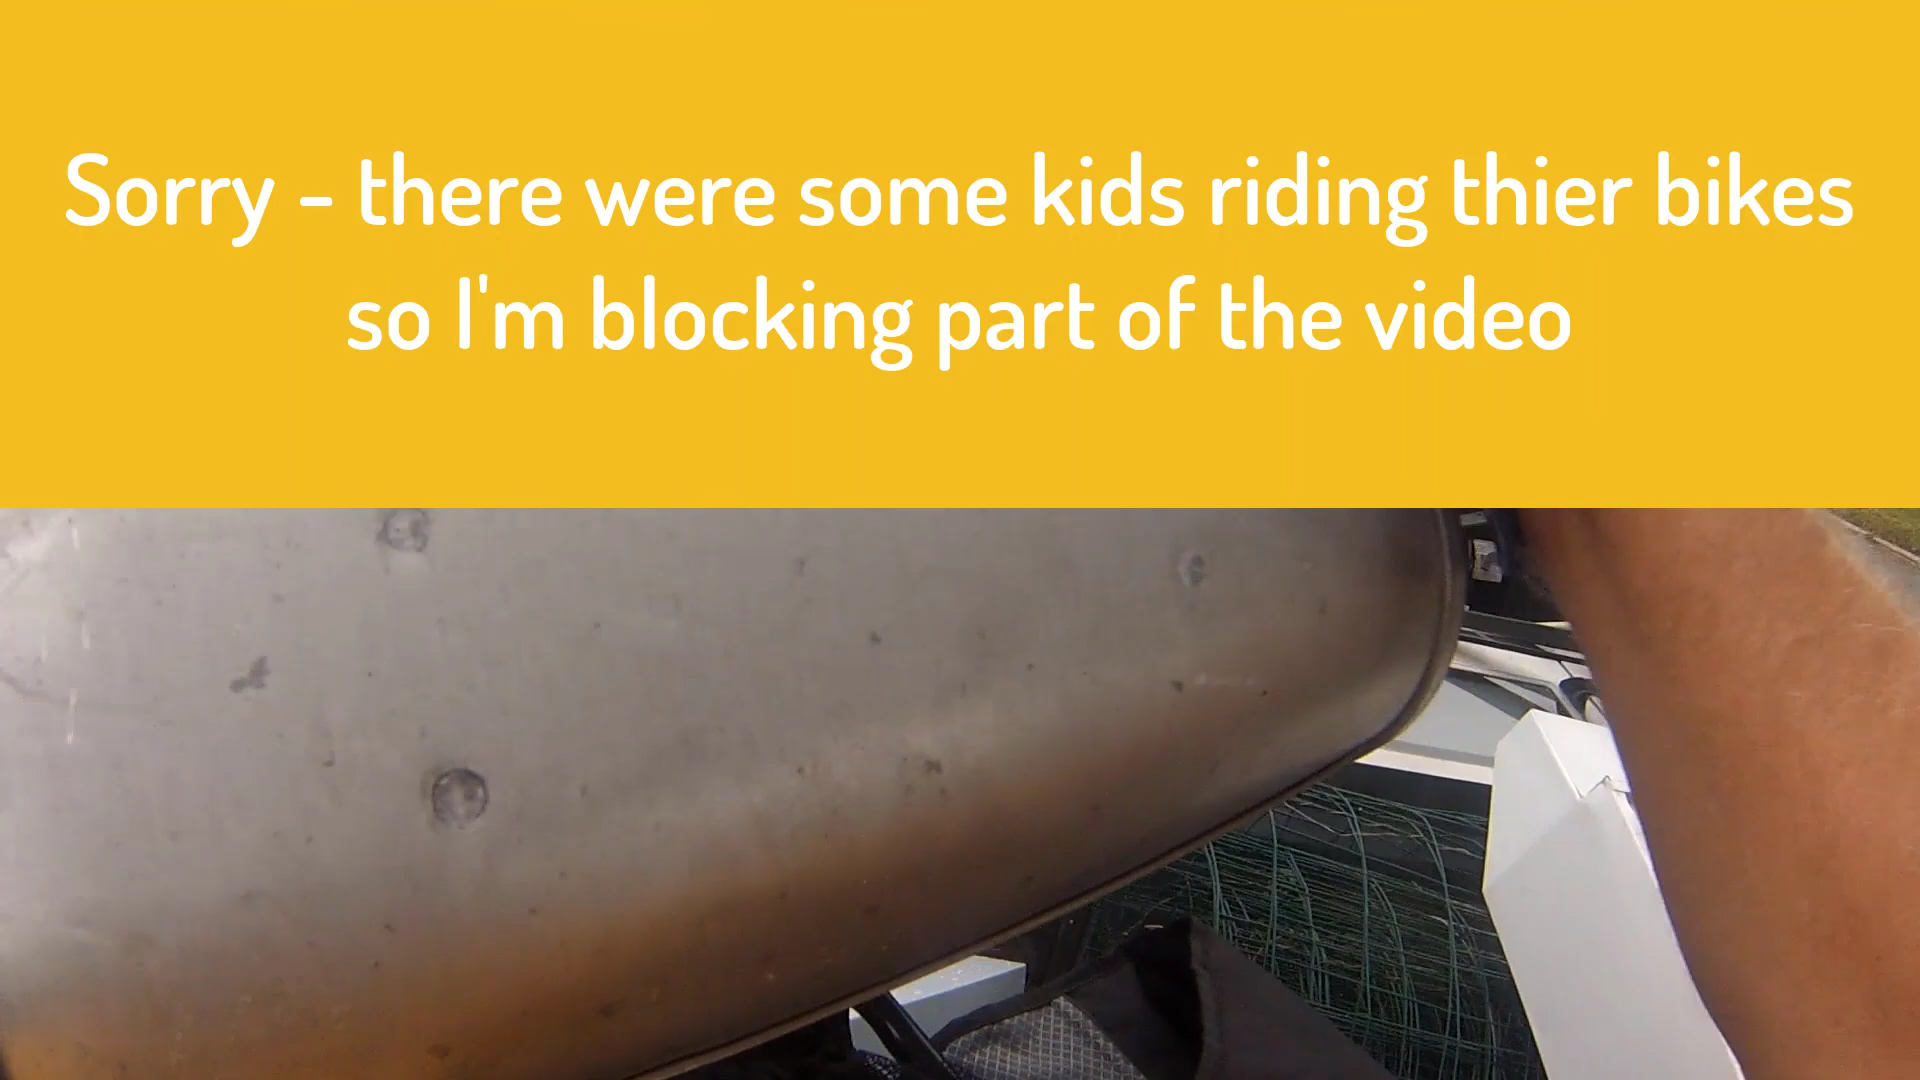 Sorry - there were some kids riding thier bikes
so I'm blocking part of the video